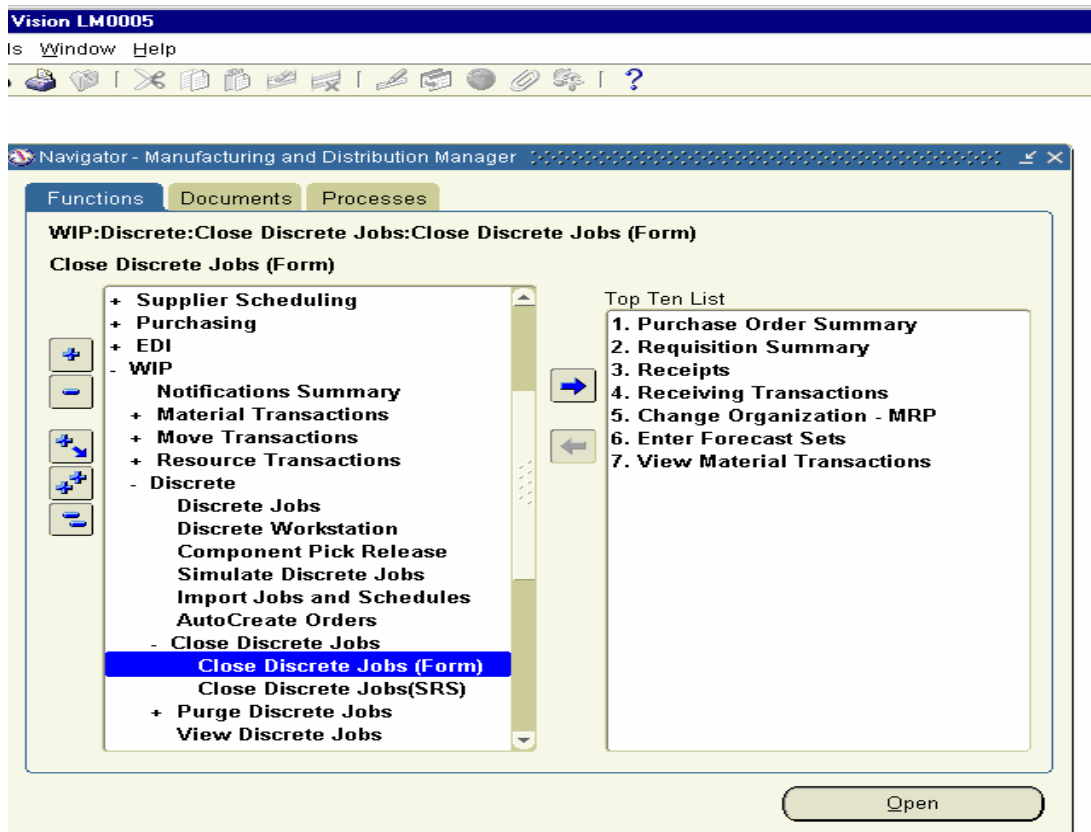 Vision LM0005
ls Window Help
Navigator - Manufacturing and Distribution Manager
Functions Documents Processes
WIP:Discrete:Close Discrete Jobs:Close Discrete Jobs (Form)
Close Discrete Jobs (Form)
+ Supplier Scheduling
+ Purchasing
+ EDI
- WIP
Notifications Summary
+ Material Transactions
+ Move Transactions
+ Resource Transactions
- Discrete
Discrete Jobs
Discrete Workstation
Component Pick Release
Simulate Discrete Jobs
Import Jobs and Schedules
AutoCreate Orders
- Close Discrete Jobs
Close Discrete Jobs (Form)
Close Discrete Jobs(SRS)
+ Purge Discrete Jobs
View Discrete Jobs
Top Ten List
1. Purchase Order Summary
2. Requisition Summary
3. Receipts
4. Receiving Transactions
5. Change Organization - MRP
6. Enter Forecast Sets
7. View Material Transactions
Open